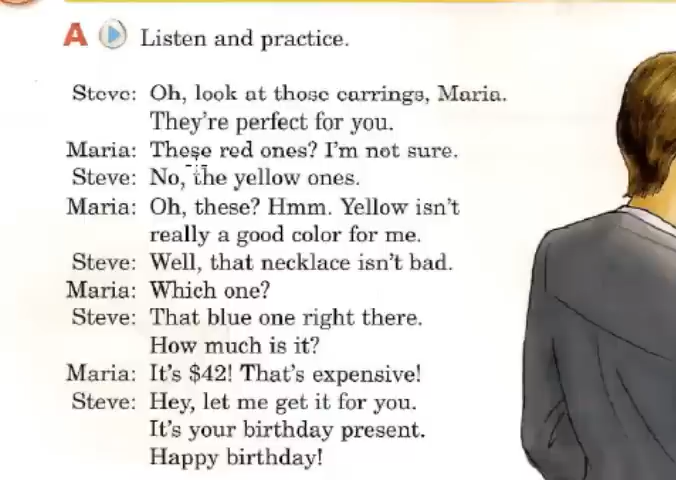 A Listen and practice.
Steve: Oh, look at those earrings, Maria.
They're perfect for you.
Maria: These red ones? I'm not sure.
Steve: No, the yellow ones.
Maria: Oh, these? Hmm. Yellow isn't
really a good color for me.
Steve: Well, that necklace isn't bad.
Maria: Which one?
Steve: That blue one right there.
How much is it?
Maria: It's $42! That's expensive!
Steve: Hey, let me get it for you.
It's your birthday present.
Happy birthday!